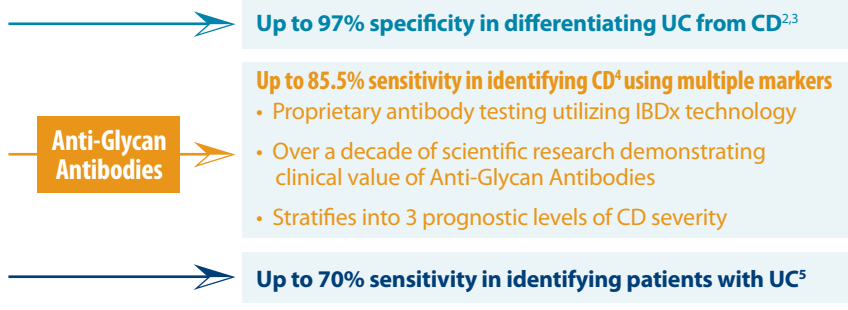 Up to 97% specificity in differentiating UC from CD2,3
Anti-Glycan
Antibodies
Up to 85.5% sensitivity in identifying CD4 using multiple markers
• Proprietary antibody testing utilizing IBDx technology
• Over a decade of scientific research demonstrating
clinical value of Anti-Glycan Antibodies
• Stratifies into 3 prognostic levels of CD severity
Up to 70% sensitivity in identifying patients with UC5